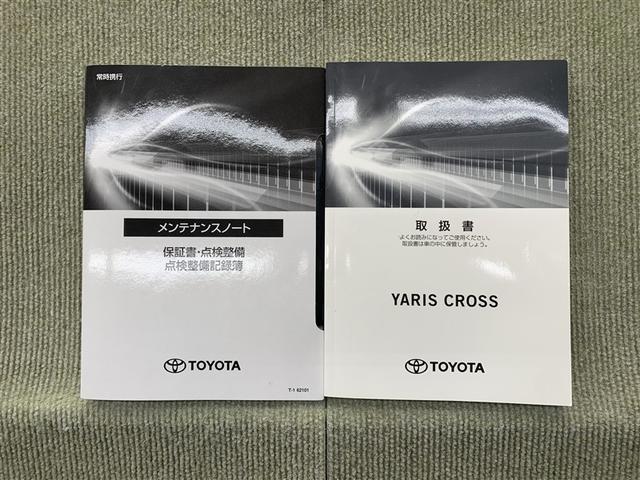 常時携行
メンテナンスノート
保証書・点検整備
点検整備記録簿
TOYOTA
T-1 62101
取扱書
よくお読みになってご使用ください。
取扱書は車の中に保管しましょう。
YARIS CROSS
TOYOTA